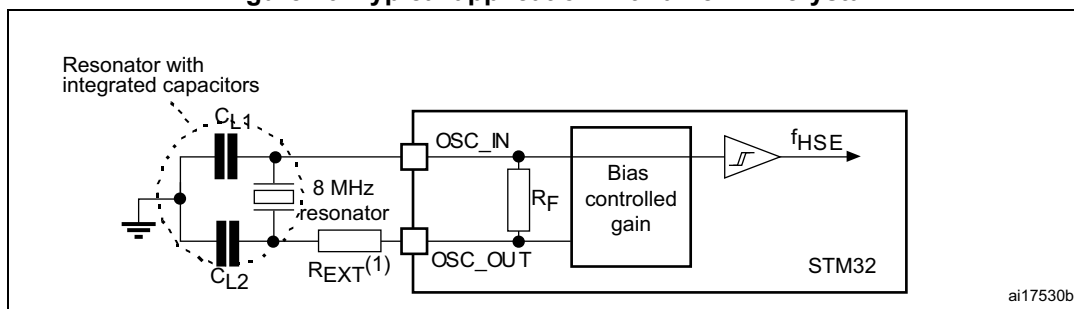 Resonator with
integrated capacitors
CL1
OSC_IN
fHSE
8 MHz
resonator
RF
Bias
controlled
gain
REXT(1)
OSC_OUT
STM32
CL2
ai17530b